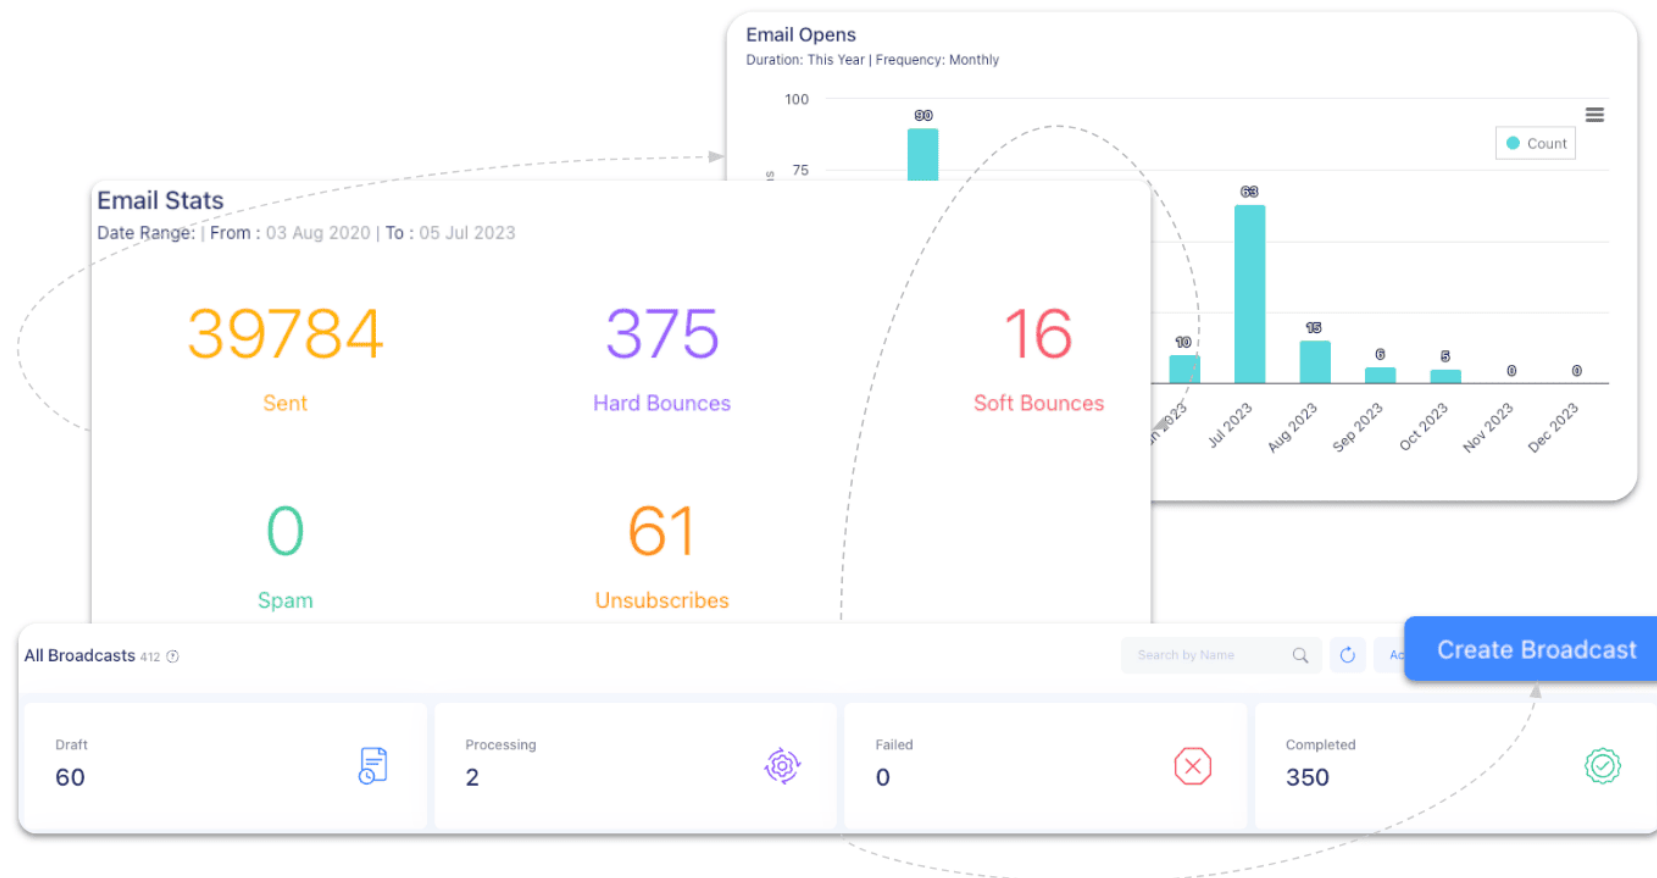 Email Opens
Duration: This Year | Frequency: Monthly
100
90
Count
75
63
15
10
6
5
0
0
2023
Jul 2023
Aug 2023
Sep 2023
Oct 2023
Nov 2023
Dec 2023
Email Stats
Date Range: | From : 03 Aug 2020 | To : 05 Jul 2023
39784
375
16
Sent
Hard Bounces
Soft Bounces
0
61
Spam
Unsubscribes
All Broadcasts 412
Search by Name
Create Broadcast
Draft
60
Processing
2
Failed
0
Completed
350